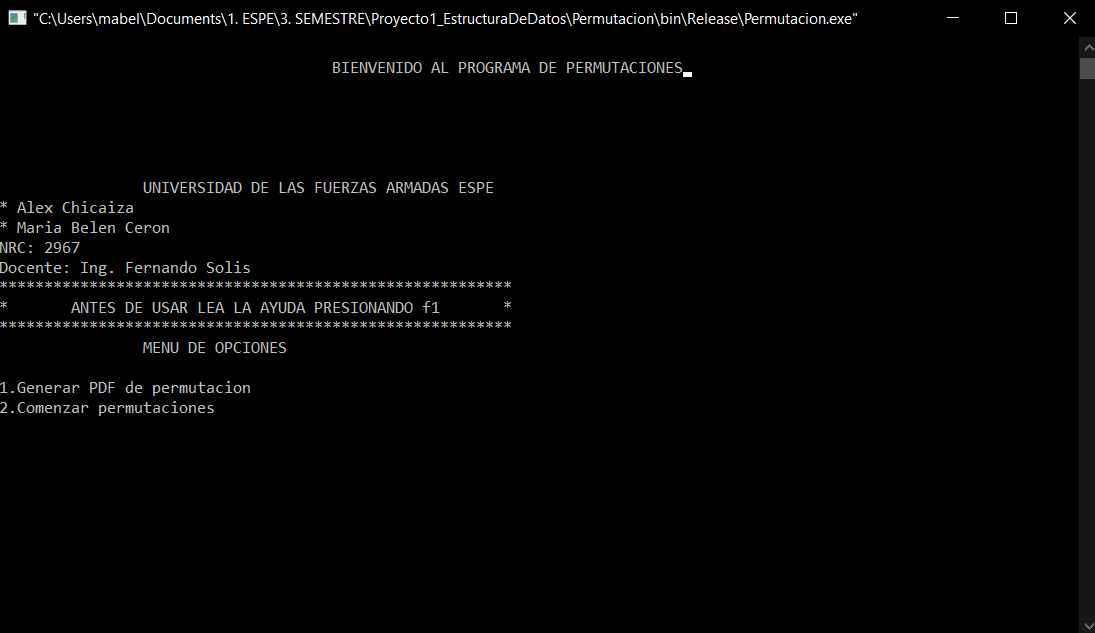 "C:\Users\mabel\Documents\1. ESPE\3. SEMESTRE\Proyecto1_EstructuraDeDatos\Permutacion\bin\Release\Permutacion.exe"
BIENVENIDO AL PROGRAMA DE PERMUTACIONES
UNIVERSIDAD DE LAS FUERZAS ARMADAS ESPE
* Alex Chicaiza
* Maria Belen Ceron
NRC: 2967
Docente: Ing. Fernando Solis
*********************************************************
* ANTES DE USAR LEA LA AYUDA PRESIONANDO f1 *
*********************************************************
MENU DE OPCIONES
1.Generar PDF de permutacion
2.Comenzar permutaciones